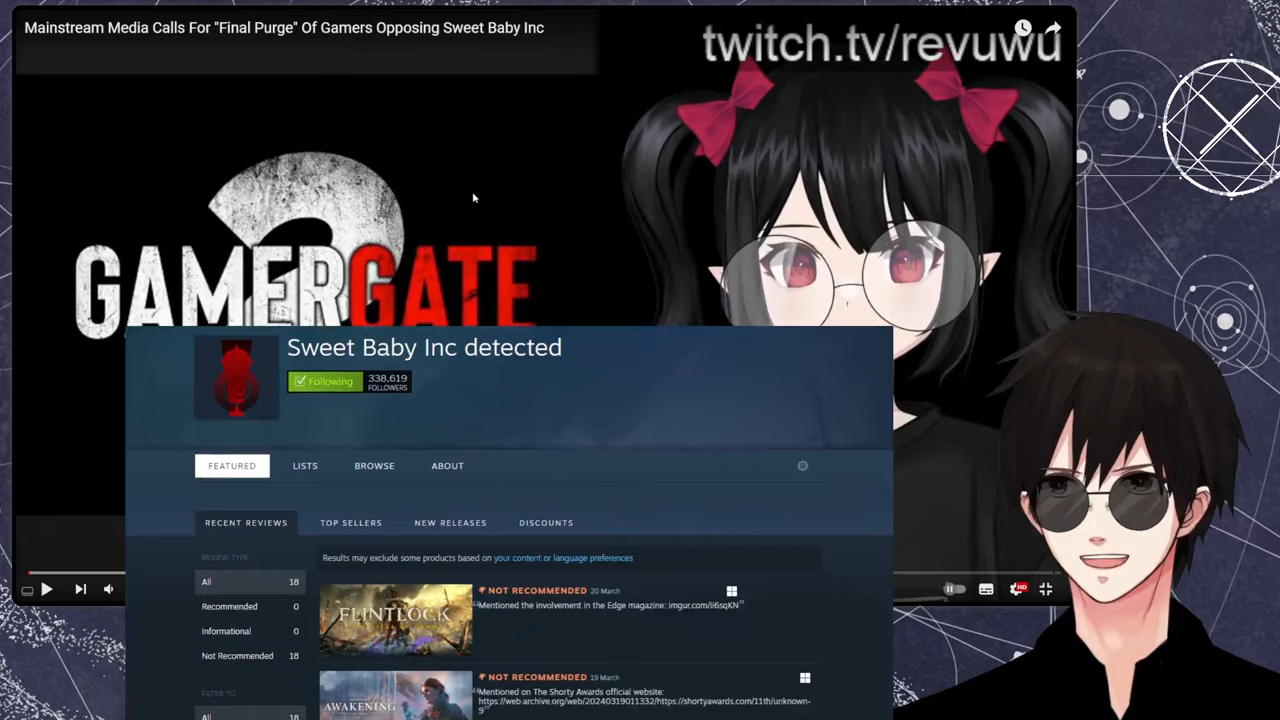 Mainstream Media Calls For "Final Purge" Of Gamers Opposing Sweet Baby Inc
twitch.tv/revuwu
2
GAMERGATE
Sweet Baby Inc detected
Following
338,619
FOLLOWERS
FEATURED
LISTS
BROWSE
ABOUT
RECENT REVIEWS
TOP SELLERS
NEW RELEASES
DISCOUNTS
REVIEW TYPE
Results may exclude some products based on your content or language preferences
All 18
Recommended 0
Informational 0
Not Recommended 18
FILTER TO
All 18
FLINTLOCK
NOT RECOMMENDED 20 March
"Mentioned the involvement in the Edge magazine: imgur.com/ii6sqKN"
AWAKENING
NOT RECOMMENDED 19 March
"Mentioned on The Shorty Awards official website:
https://web.archive.org/web/20240319011332/https://shortyawards.com/11th/unknown-
9"
HD